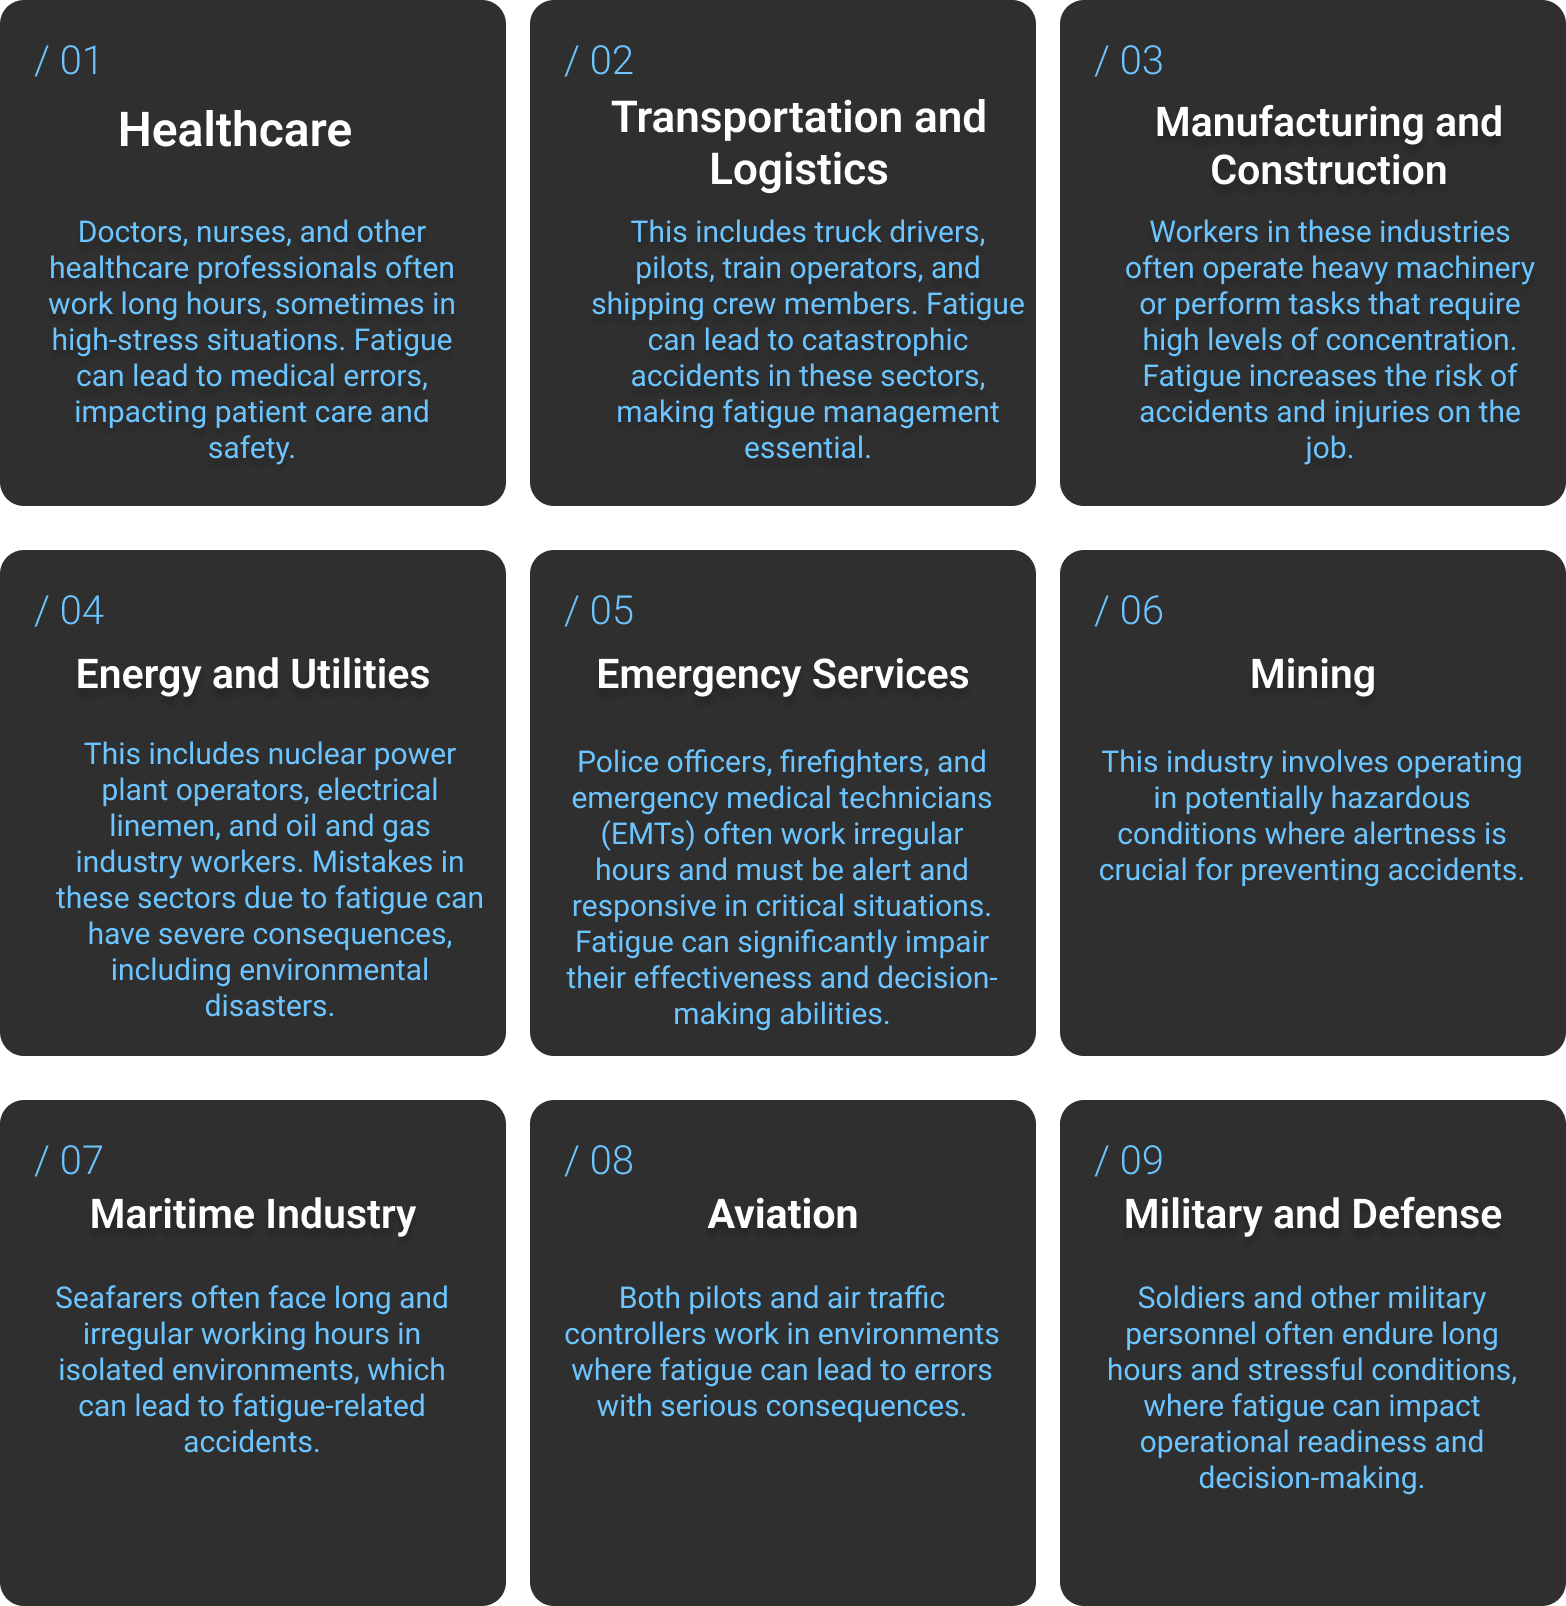 / 01
Healthcare
Doctors, nurses, and other
healthcare professionals often
work long hours, sometimes in
high-stress situations. Fatigue
can lead to medical errors,
impacting patient care and
safety.
/ 02
Transportation and
Logistics
This includes truck drivers,
pilots, train operators, and
shipping crew members. Fatigue
can lead to catastrophic
accidents in these sectors,
making fatigue management
essential.
/ 03
Manufacturing and
Construction
Workers in these industries
often operate heavy machinery
or perform tasks that require
high levels of concentration.
Fatigue increases the risk of
accidents and injuries on the
job.
/ 04
Energy and Utilities
This includes nuclear power
plant operators, electrical
linemen, and oil and gas
industry workers. Mistakes in
these sectors due to fatigue can
have severe consequences,
including environmental
disasters.
/ 05
Emergency Services
Police officers, firefighters, and
emergency medical technicians
(EMTs) often work irregular
hours and must be alert and
responsive in critical situations.
Fatigue can significantly impair
their effectiveness and decision-
making abilities.
/ 06
Mining
This industry involves operating
in potentially hazardous
conditions where alertness is
crucial for preventing accidents.
/ 07
Maritime Industry
Seafarers often face long and
irregular working hours in
isolated environments, which
can lead to fatigue-related
accidents.
/ 08
Aviation
Both pilots and air traffic
controllers work in environments
where fatigue can lead to errors
with serious consequences.
/ 09
Military and Defense
Soldiers and other military
personnel often endure long
hours and stressful conditions,
where fatigue can impact
operational readiness and
decision-making.